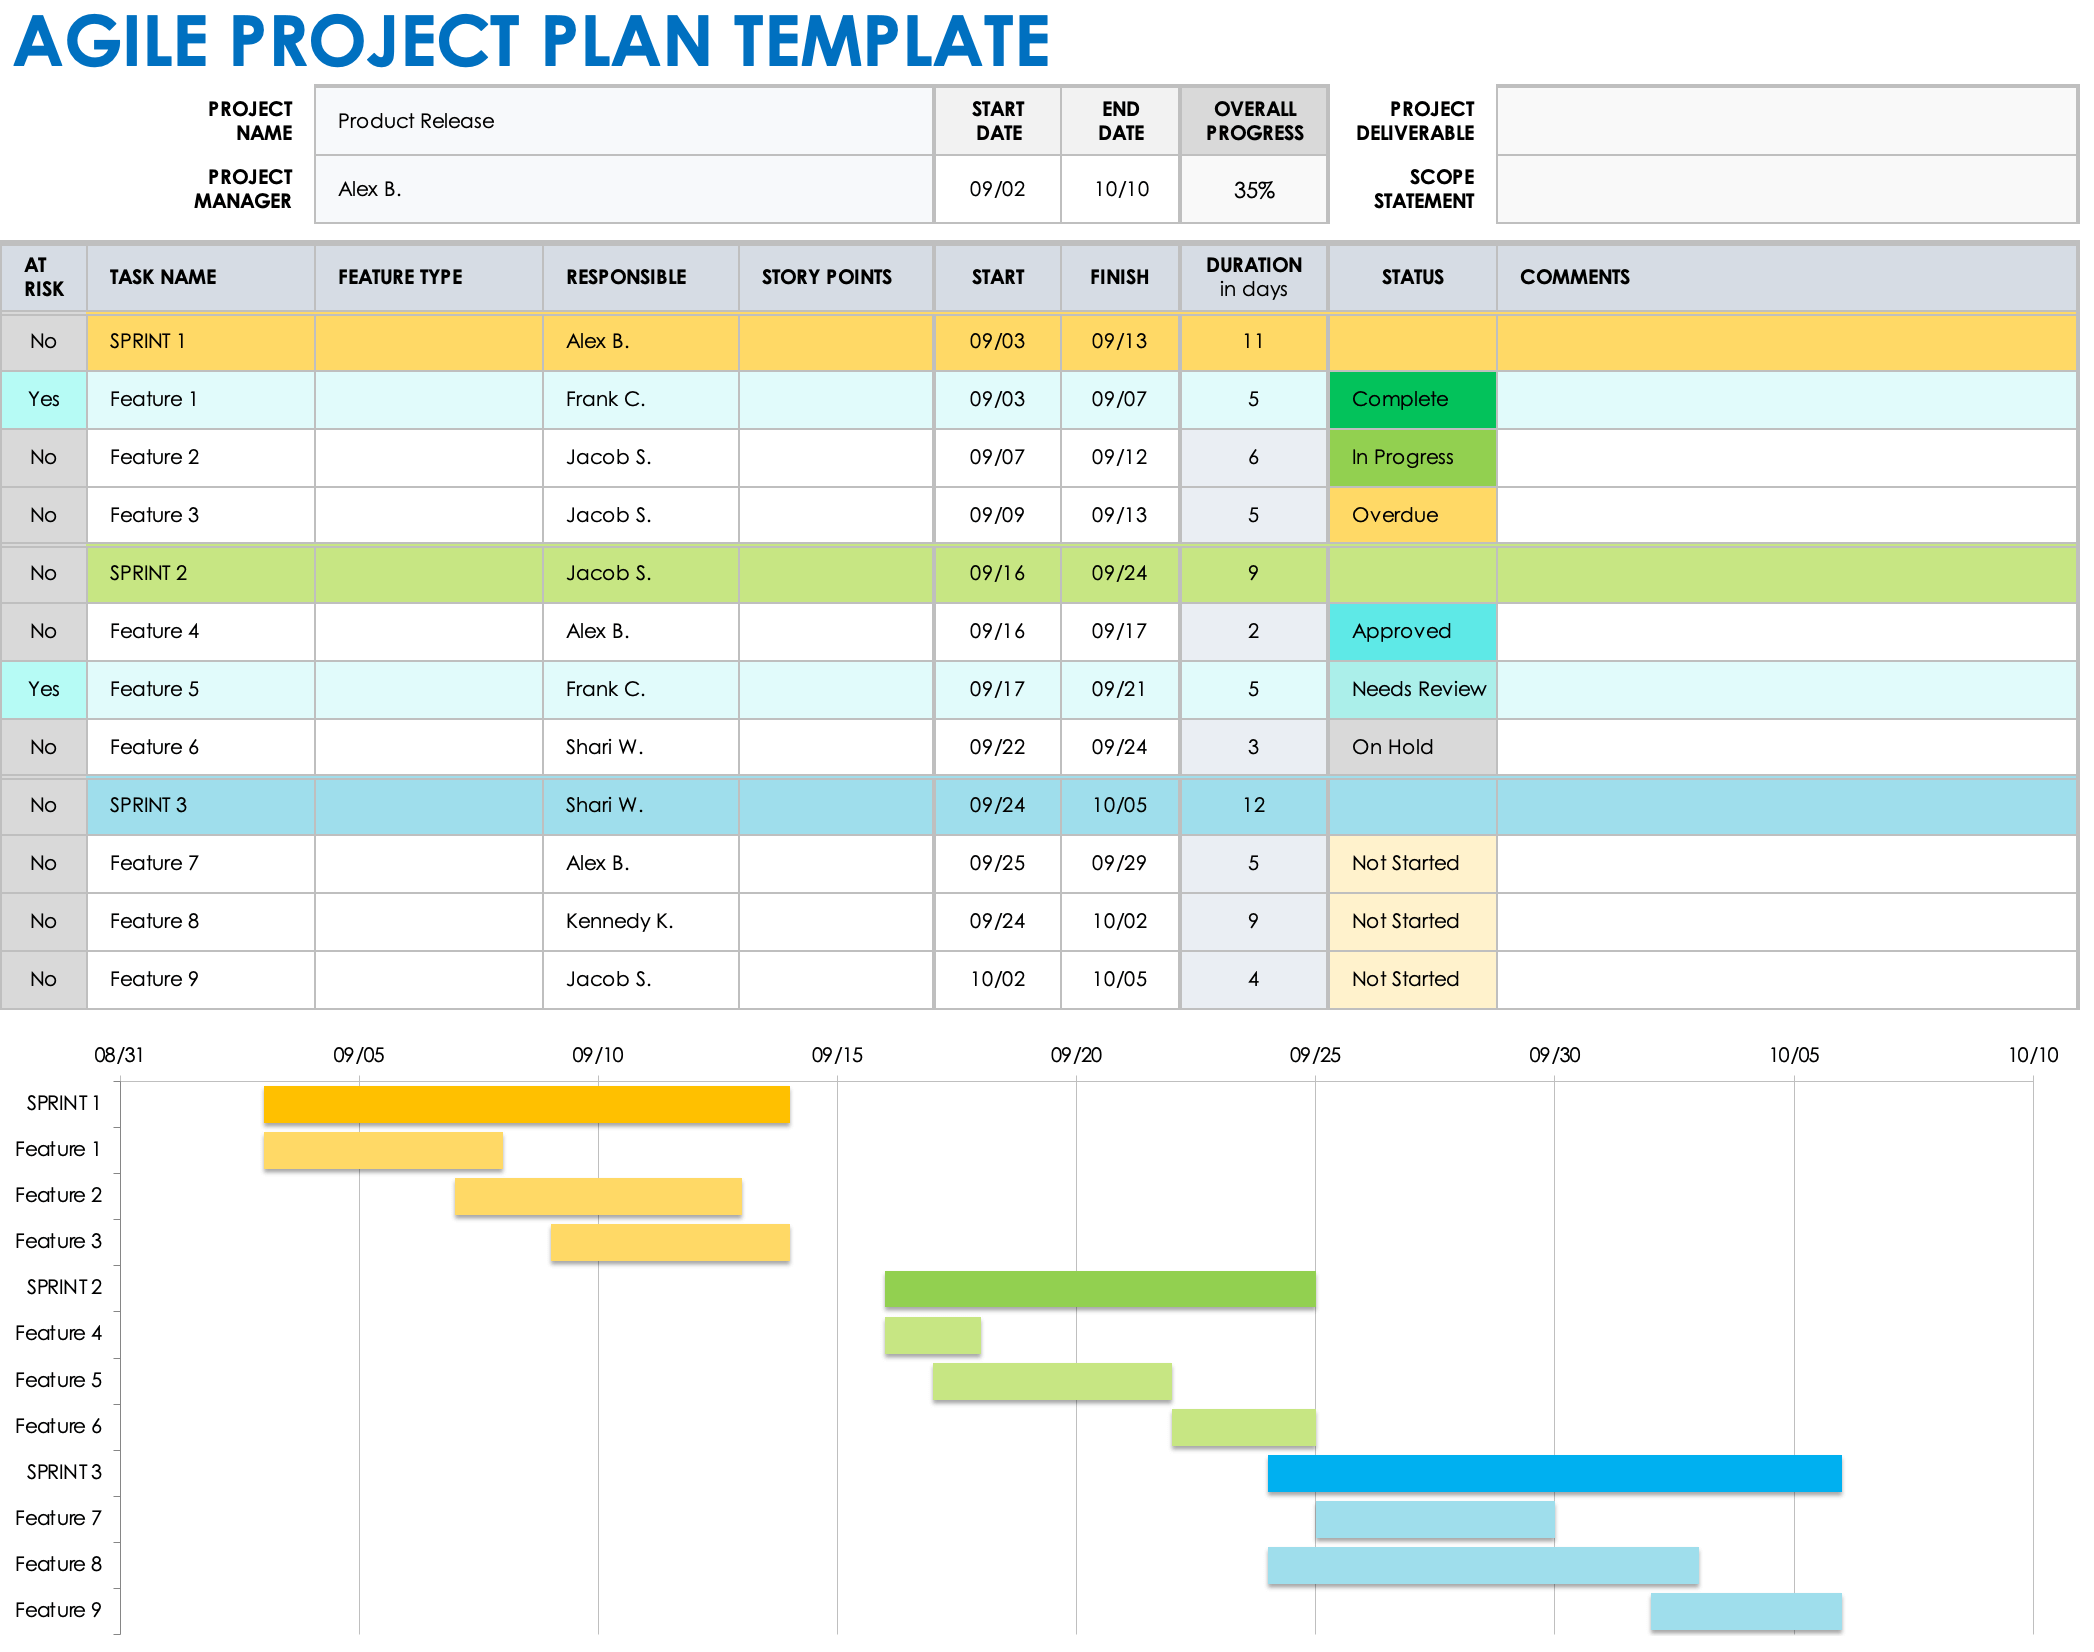 AGILE PROJECT PLAN TEMPLATE
PROJECT NAME Product Release START DATE END DATE OVERALL PROGRESS PROJECT DELIVERABLE
PROJECT MANAGER Alex B. 09/02 10/10 35% SCOPE STATEMENT
AT RISK TASK NAME FEATURE TYPE RESPONSIBLE STORY POINTS START FINISH DURATION in days STATUS COMMENTS
No SPRINT 1 Alex B. 09/03 09/13 11
Yes Feature 1 Frank C. 09/03 09/07 5 Complete
No Feature 2 Jacob S. 09/07 09/12 6 In Progress
No Feature 3 Jacob S. 09/09 09/13 5 Overdue
No SPRINT 2 Jacob S. 09/16 09/24 9
No Feature 4 Alex B. 09/16 09/17 2 Approved
Yes Feature 5 Frank C. 09/17 09/21 5 Needs Review
No Feature 6 Shari W. 09/22 09/24 3 On Hold
No SPRINT 3 Shari W. 09/24 10/05 12
No Feature 7 Alex B. 09/25 09/29 5 Not Started
No Feature 8 Kennedy K. 09/24 10/02 9 Not Started
No Feature 9 Jacob S. 10/02 10/05 4 Not Started
08/31 09/05 09/10 09/15 09/20 09/25 09/30 10/05 10/10
SPRINT 1
Feature 1
Feature 2
Feature 3
SPRINT 2
Feature 4
Feature 5
Feature 6
SPRINT 3
Feature 7
Feature 8
Feature 9